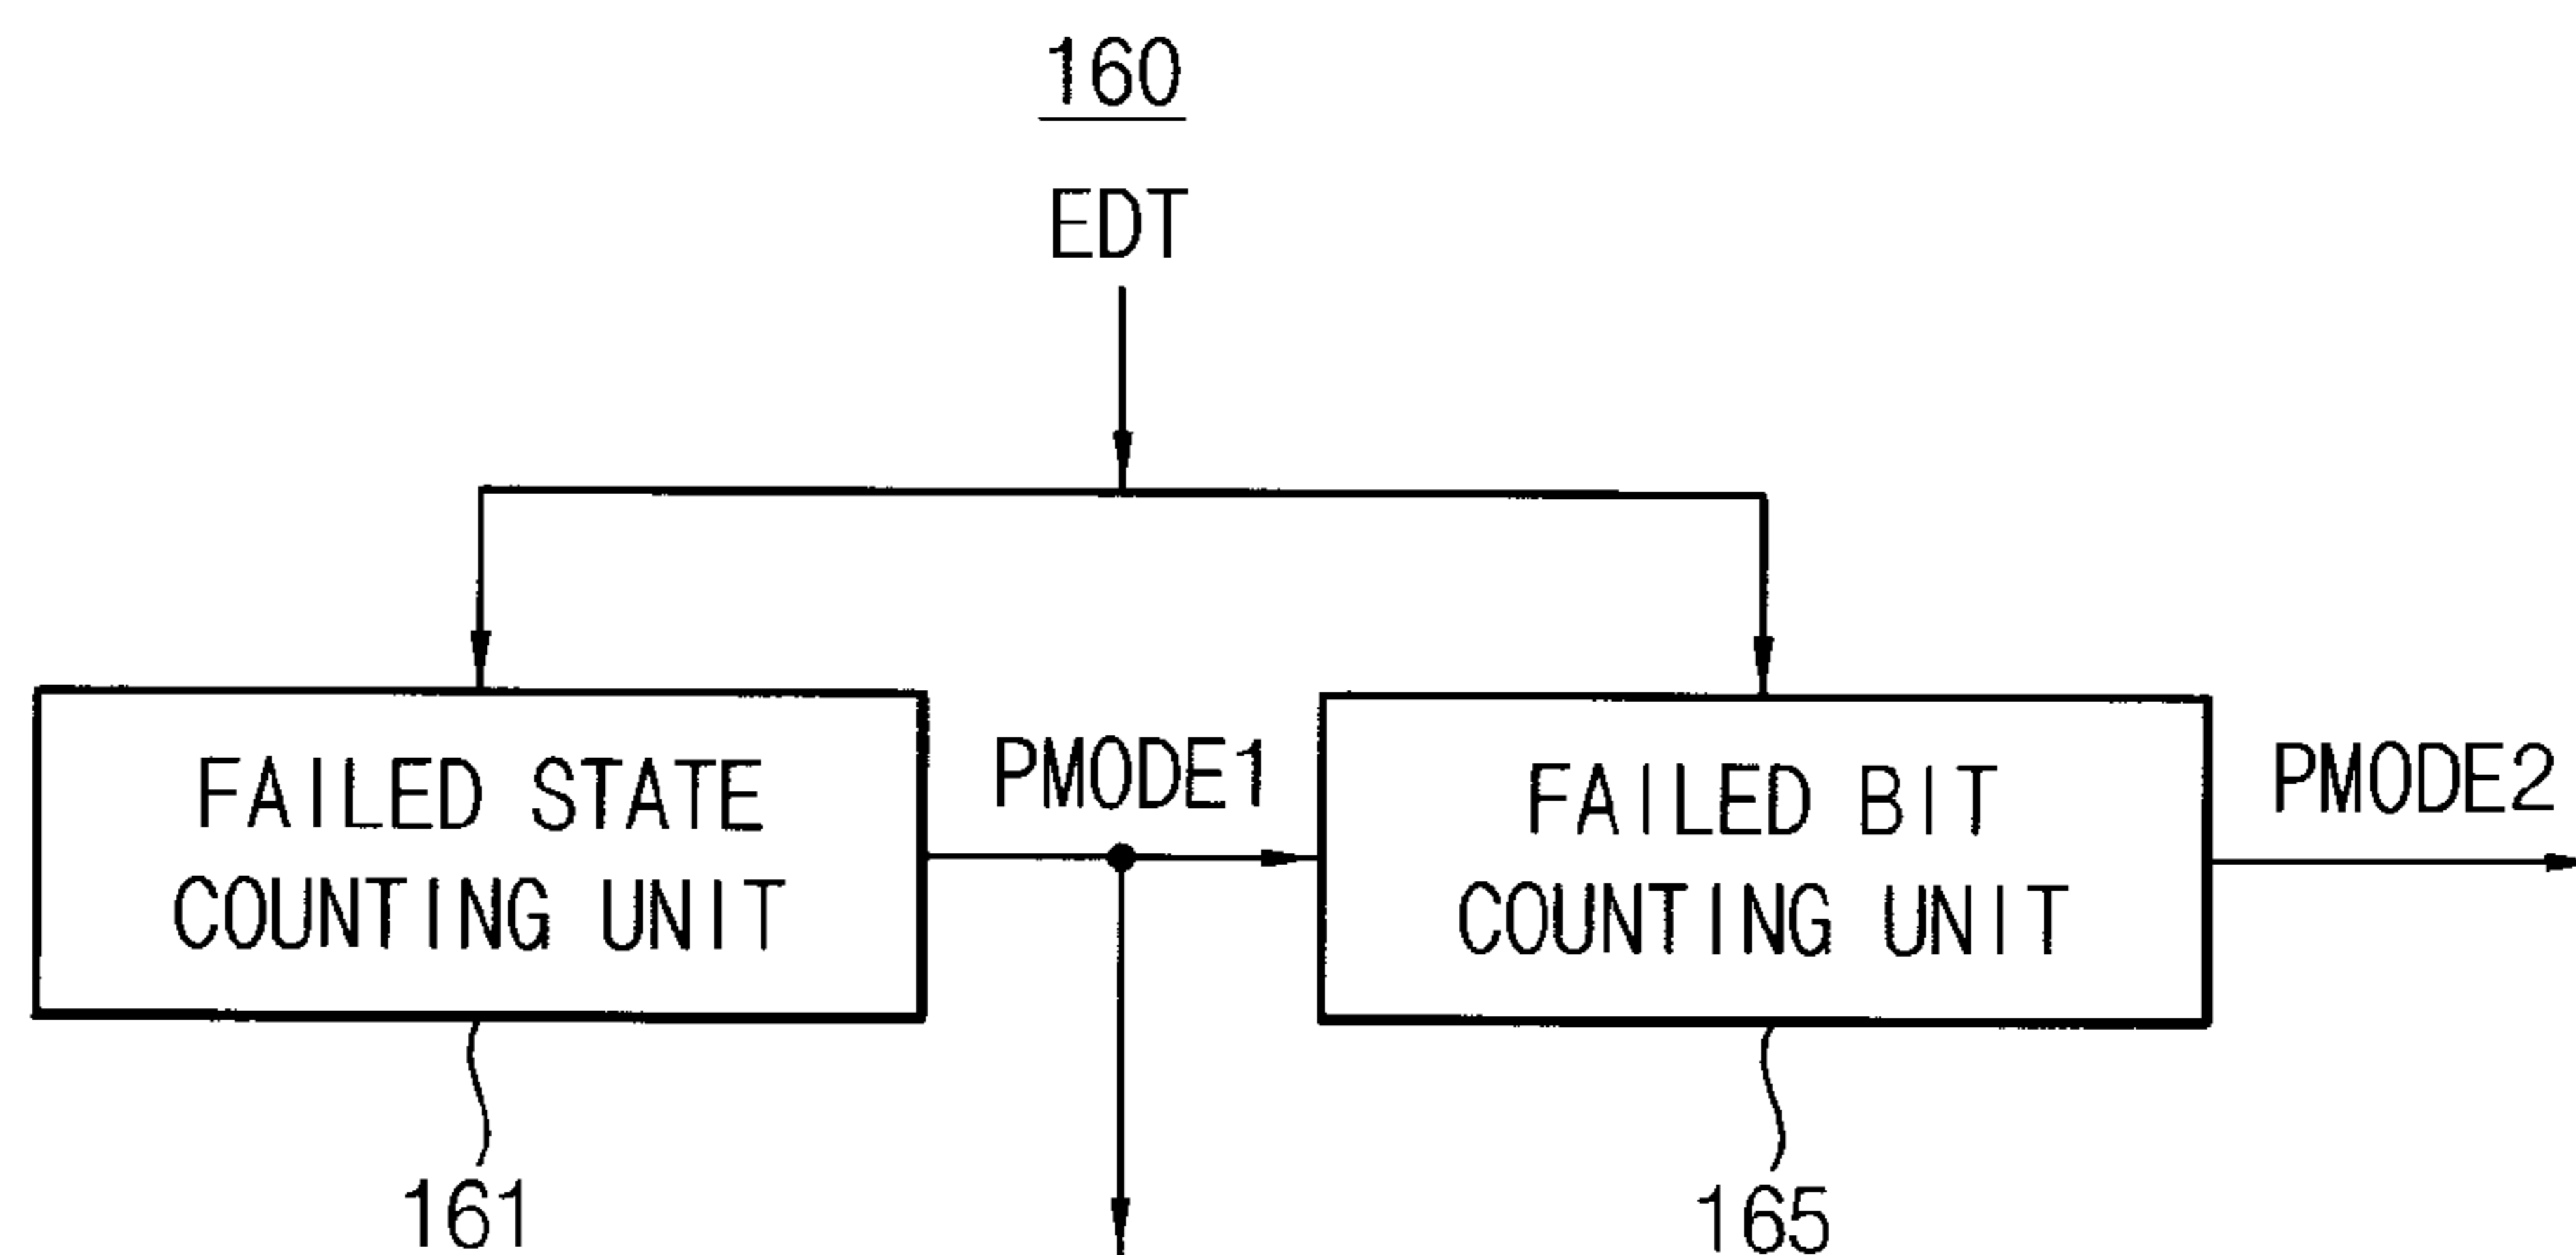 160
EDT
FAILED STATE
COUNTING UNIT
PMODE1
FAILED BIT
COUNTING UNIT
PMODE2
161
165